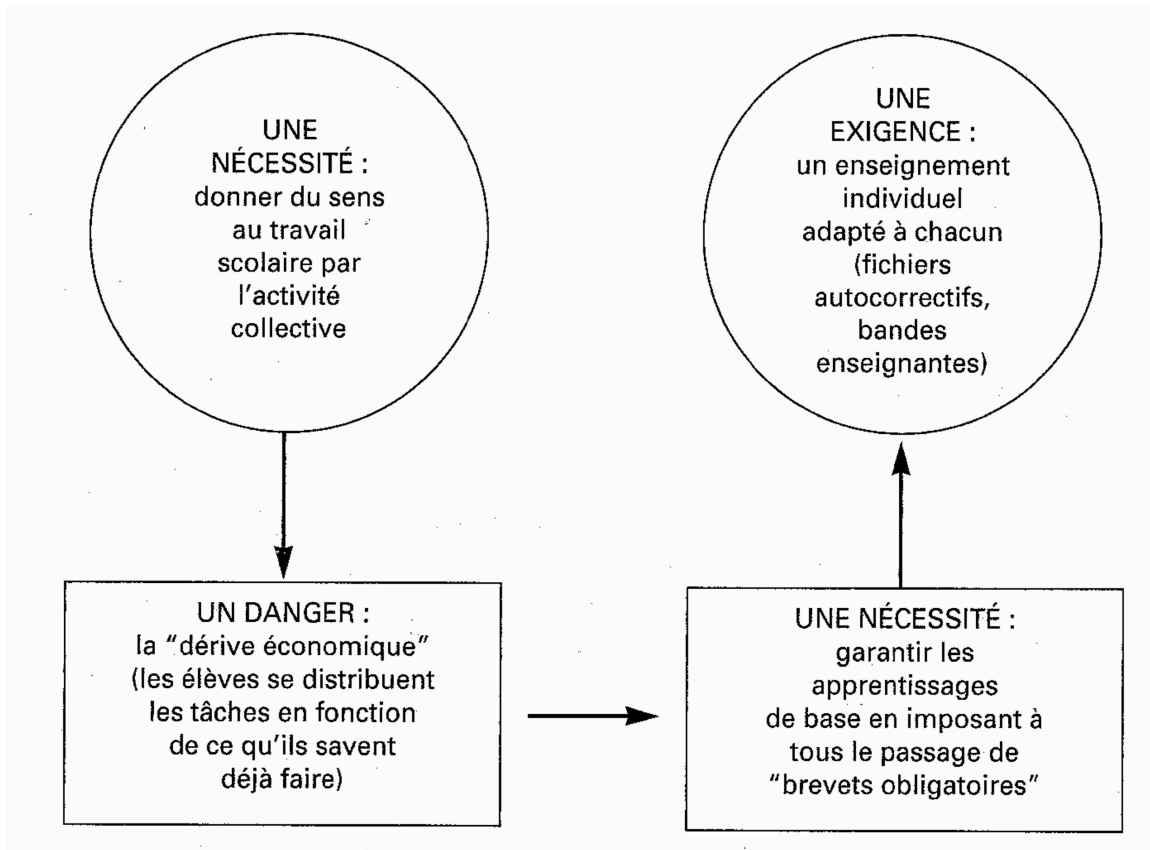 UNE
NÉCESSITÉ :
donner du sens
au travail
scolaire par
l'activité
collective
UN DANGER :
la "dérive économique"
(les élèves se distribuent
les tâches en fonction
de ce qu'ils savent
déjà faire)
UNE NÉCESSITÉ :
garantir les
apprentissages
de base en imposant à
tous le passage de
"brevets obligatoires"
UNE
EXIGENCE :
un enseignement
individuel
adapté à chacun
(fichiers
autocorrectifs,
bandes
enseignantes)